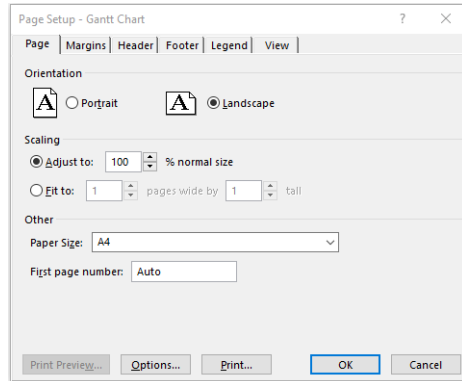 Page Setup - Gantt Chart ? ×
Page Margins Header Footer Legend View
Orientation
A Portrait A Landscape
Scaling
Adjust to: 100 % normal size
Fit to: 1 pages wide by 1 tall
Other
Paper Size: A4
First page number: Auto
Print Preview... Options... Print... OK Cancel